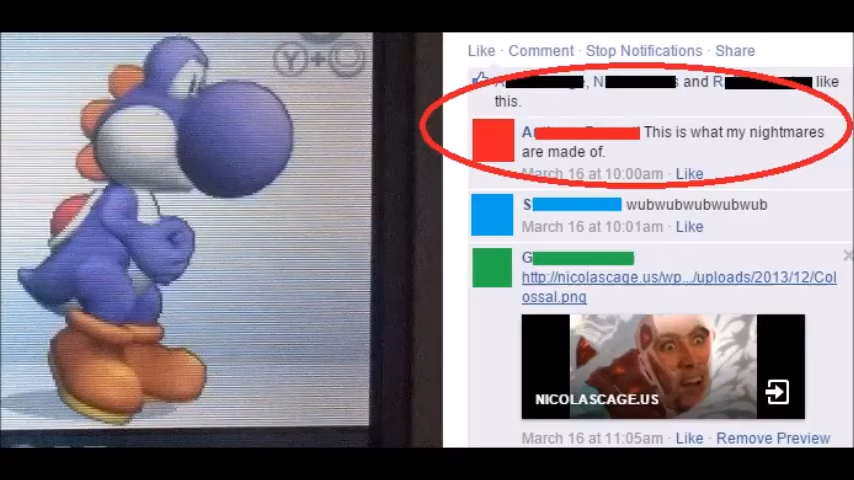 Y+
Like · Comment · Stop Notifications · Share
, N s and R like
this.
A This is what my nightmares
are made of.
March 16 at 10:00am · Like
S wubwubwubwubwub
March 16 at 10:01am · Like
G
http://nicolascage.us/wp.../uploads/2013/12/Col
ossal.png
NICOLASCAGE.US
March 16 at 11:05am · Like · Remove Preview